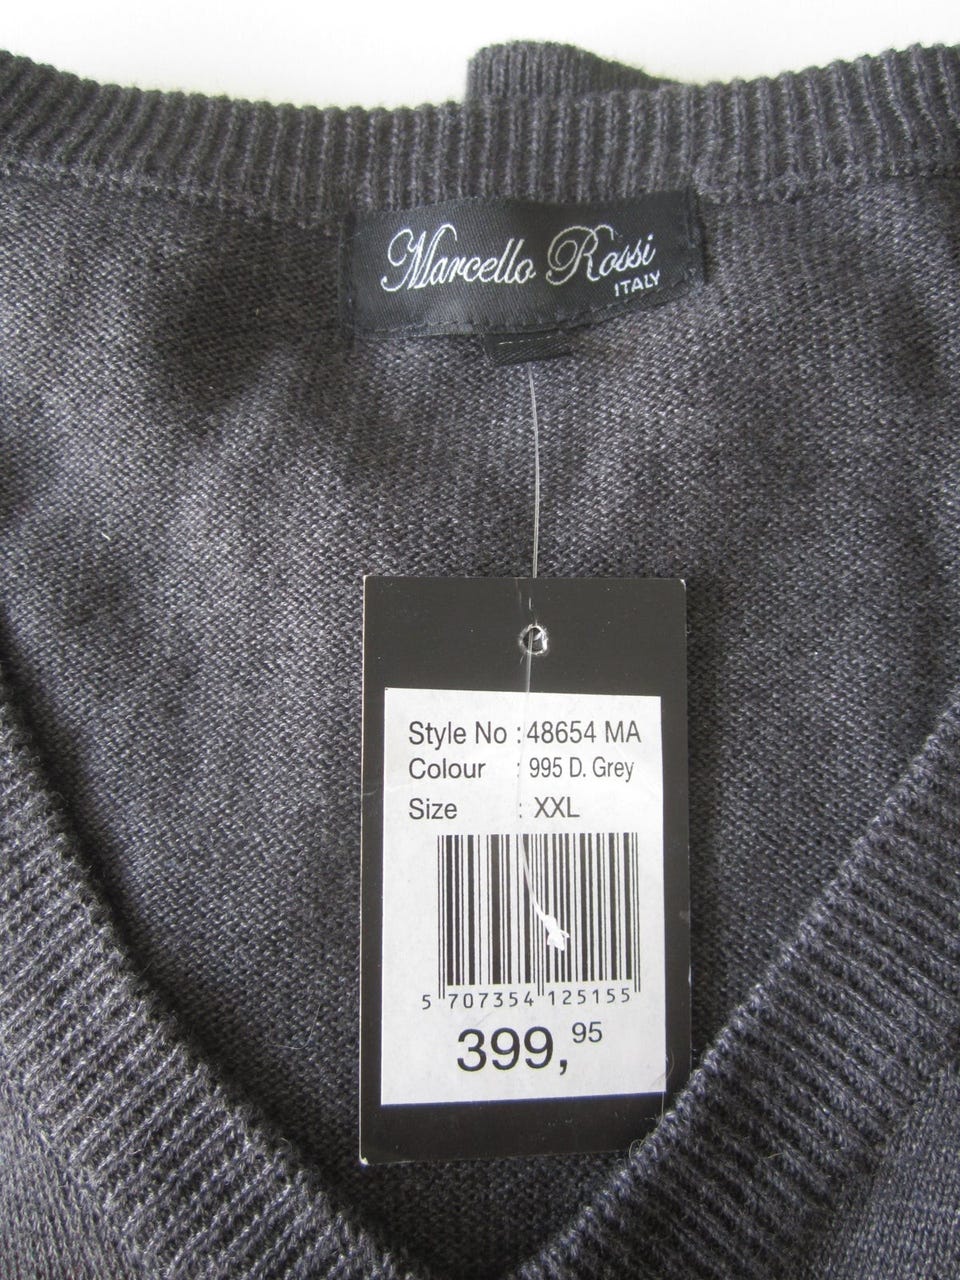 Marcello Rossi
ITALY
Style No : 48654 MA
Colour : 995 D. Grey
Size : XXL
5 707354 125155
399,95